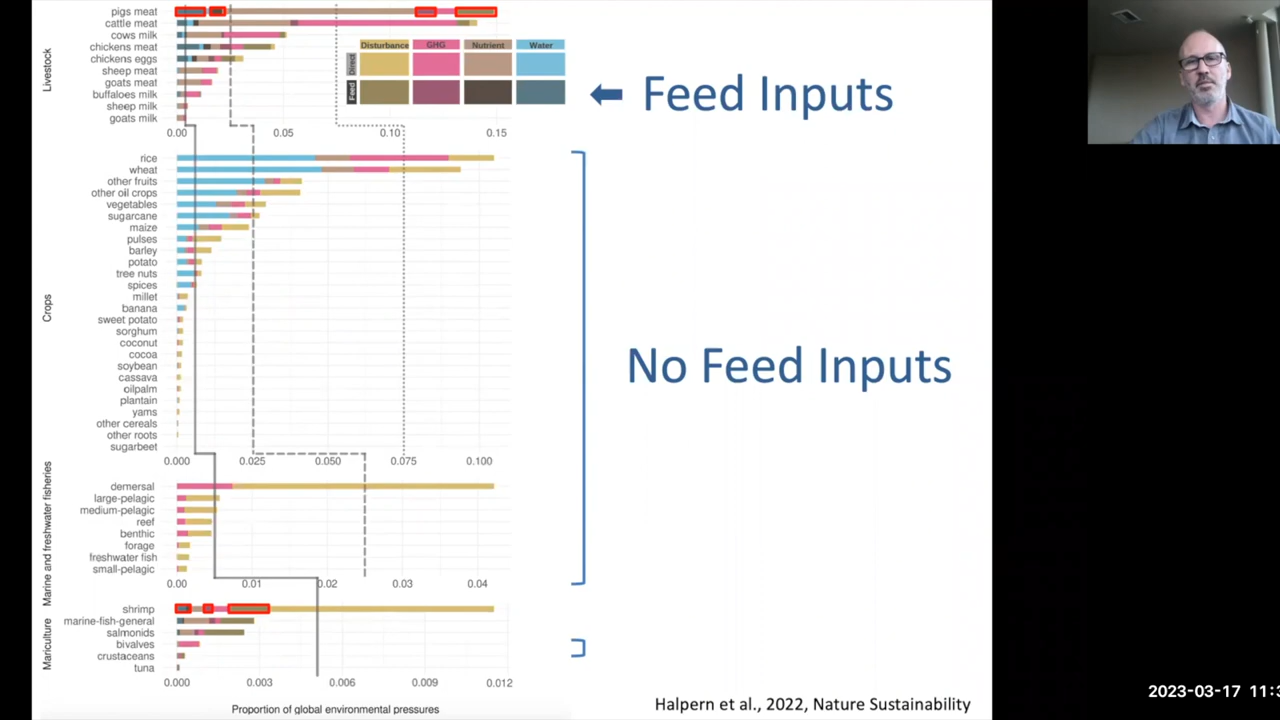 Livestock
pigs meat
cattle meat
cows milk
chickens meat
chickens eggs
sheep meat
goats meat
buffaloes milk
sheep milk
goats milk
0.00 0.05 0.10 0.15
Disturbance GHG Nutrient Water
Direct
Feed
Feed Inputs
Crops
rice
wheat
other fruits
other oil crops
vegetables
sugarcane
maize
pulses
barley
potato
tree nuts
spices
millet
banana
sweet potato
sorghum
coconut
cocoa
soybean
cassava
oilpalm
plantain
yams
other cereals
other roots
sugarbeet
0.000 0.025 0.050 0.075 0.100
No Feed Inputs
Marine and freshwater fisheries
demersal
large-pelagic
medium-pelagic
reef
benthic
forage
freshwater fish
small-pelagic
0.00 0.01 0.02 0.03 0.04
Mariculture
shrimp
marine-fish-general
salmonids
bivalves
crustaceans
tuna
0.000 0.003 0.006 0.009 0.012
Proportion of global environmental pressures
Halpern et al., 2022, Nature Sustainability
2023-03-17